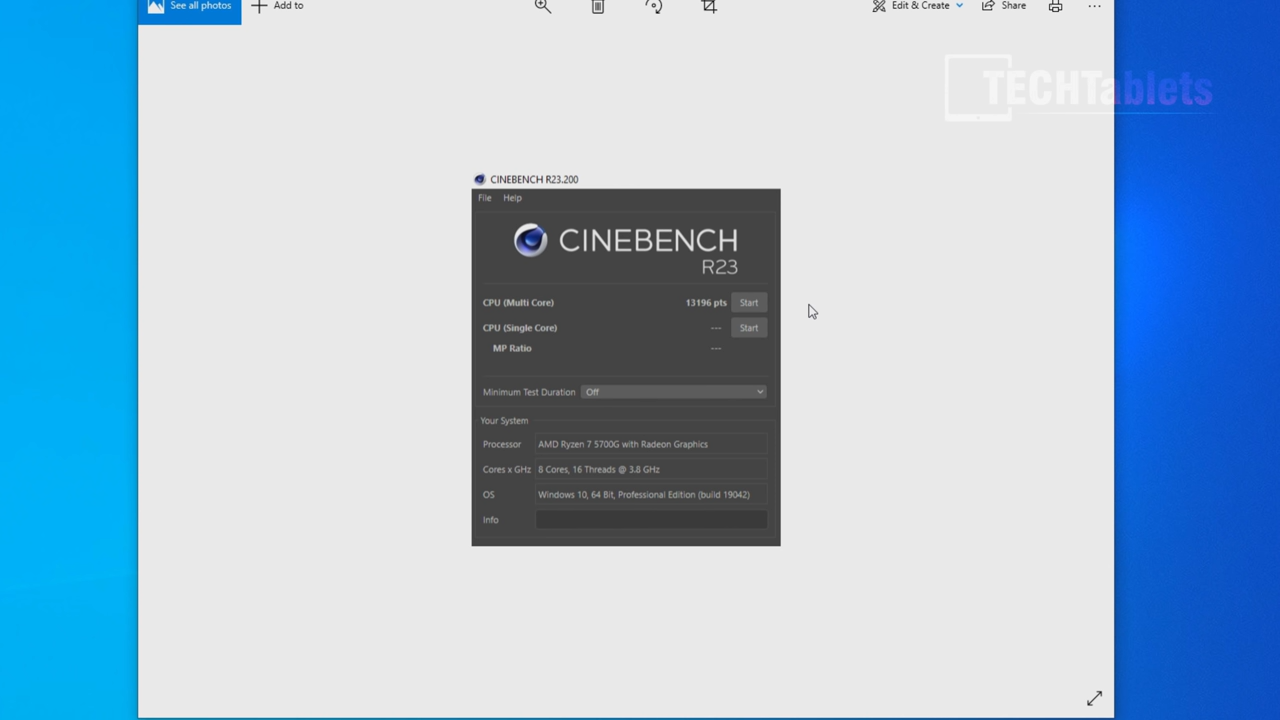 See all photos
Add to
Edit & Create
Share
TECHTablets
CINEBENCH R23.200
File Help
CINEBENCH
R23
CPU (Multi Core) 13196 pts Start
CPU (Single Core) --- Start
MP Ratio ---
Minimum Test Duration Off
Your System
Processor AMD Ryzen 7 5700G with Radeon Graphics
Cores x GHz 8 Cores, 16 Threads @ 3.8 GHz
OS Windows 10, 64 Bit, Professional Edition (build 19042)
Info